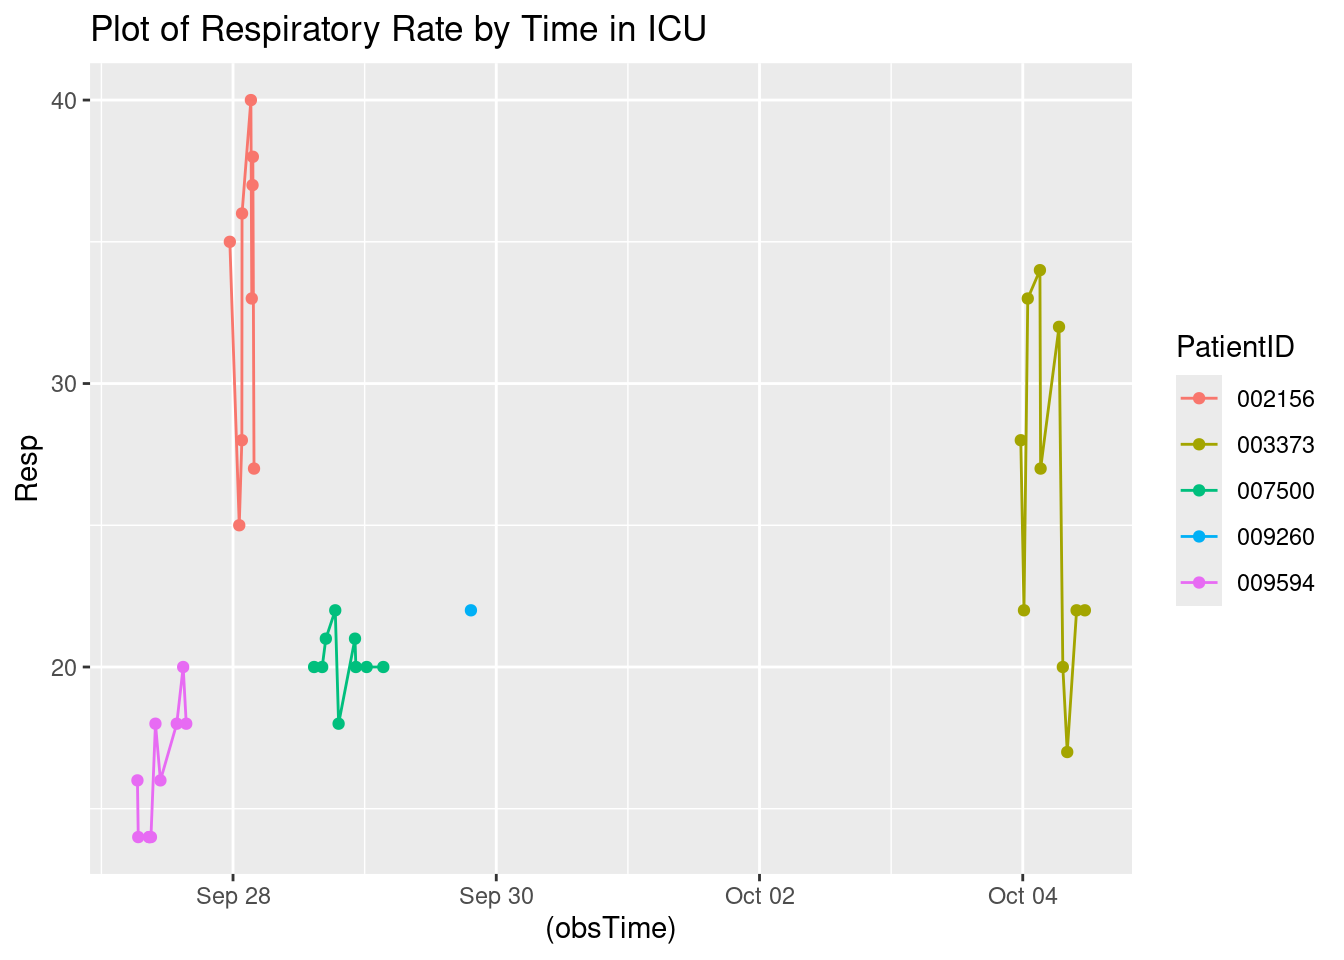 Plot of Respiratory Rate by Time in ICU
40
30
20
Resp
Sep 28
Sep 30
Oct 02
Oct 04
(obsTime)
PatientID
002156
003373
007500
009260
009594